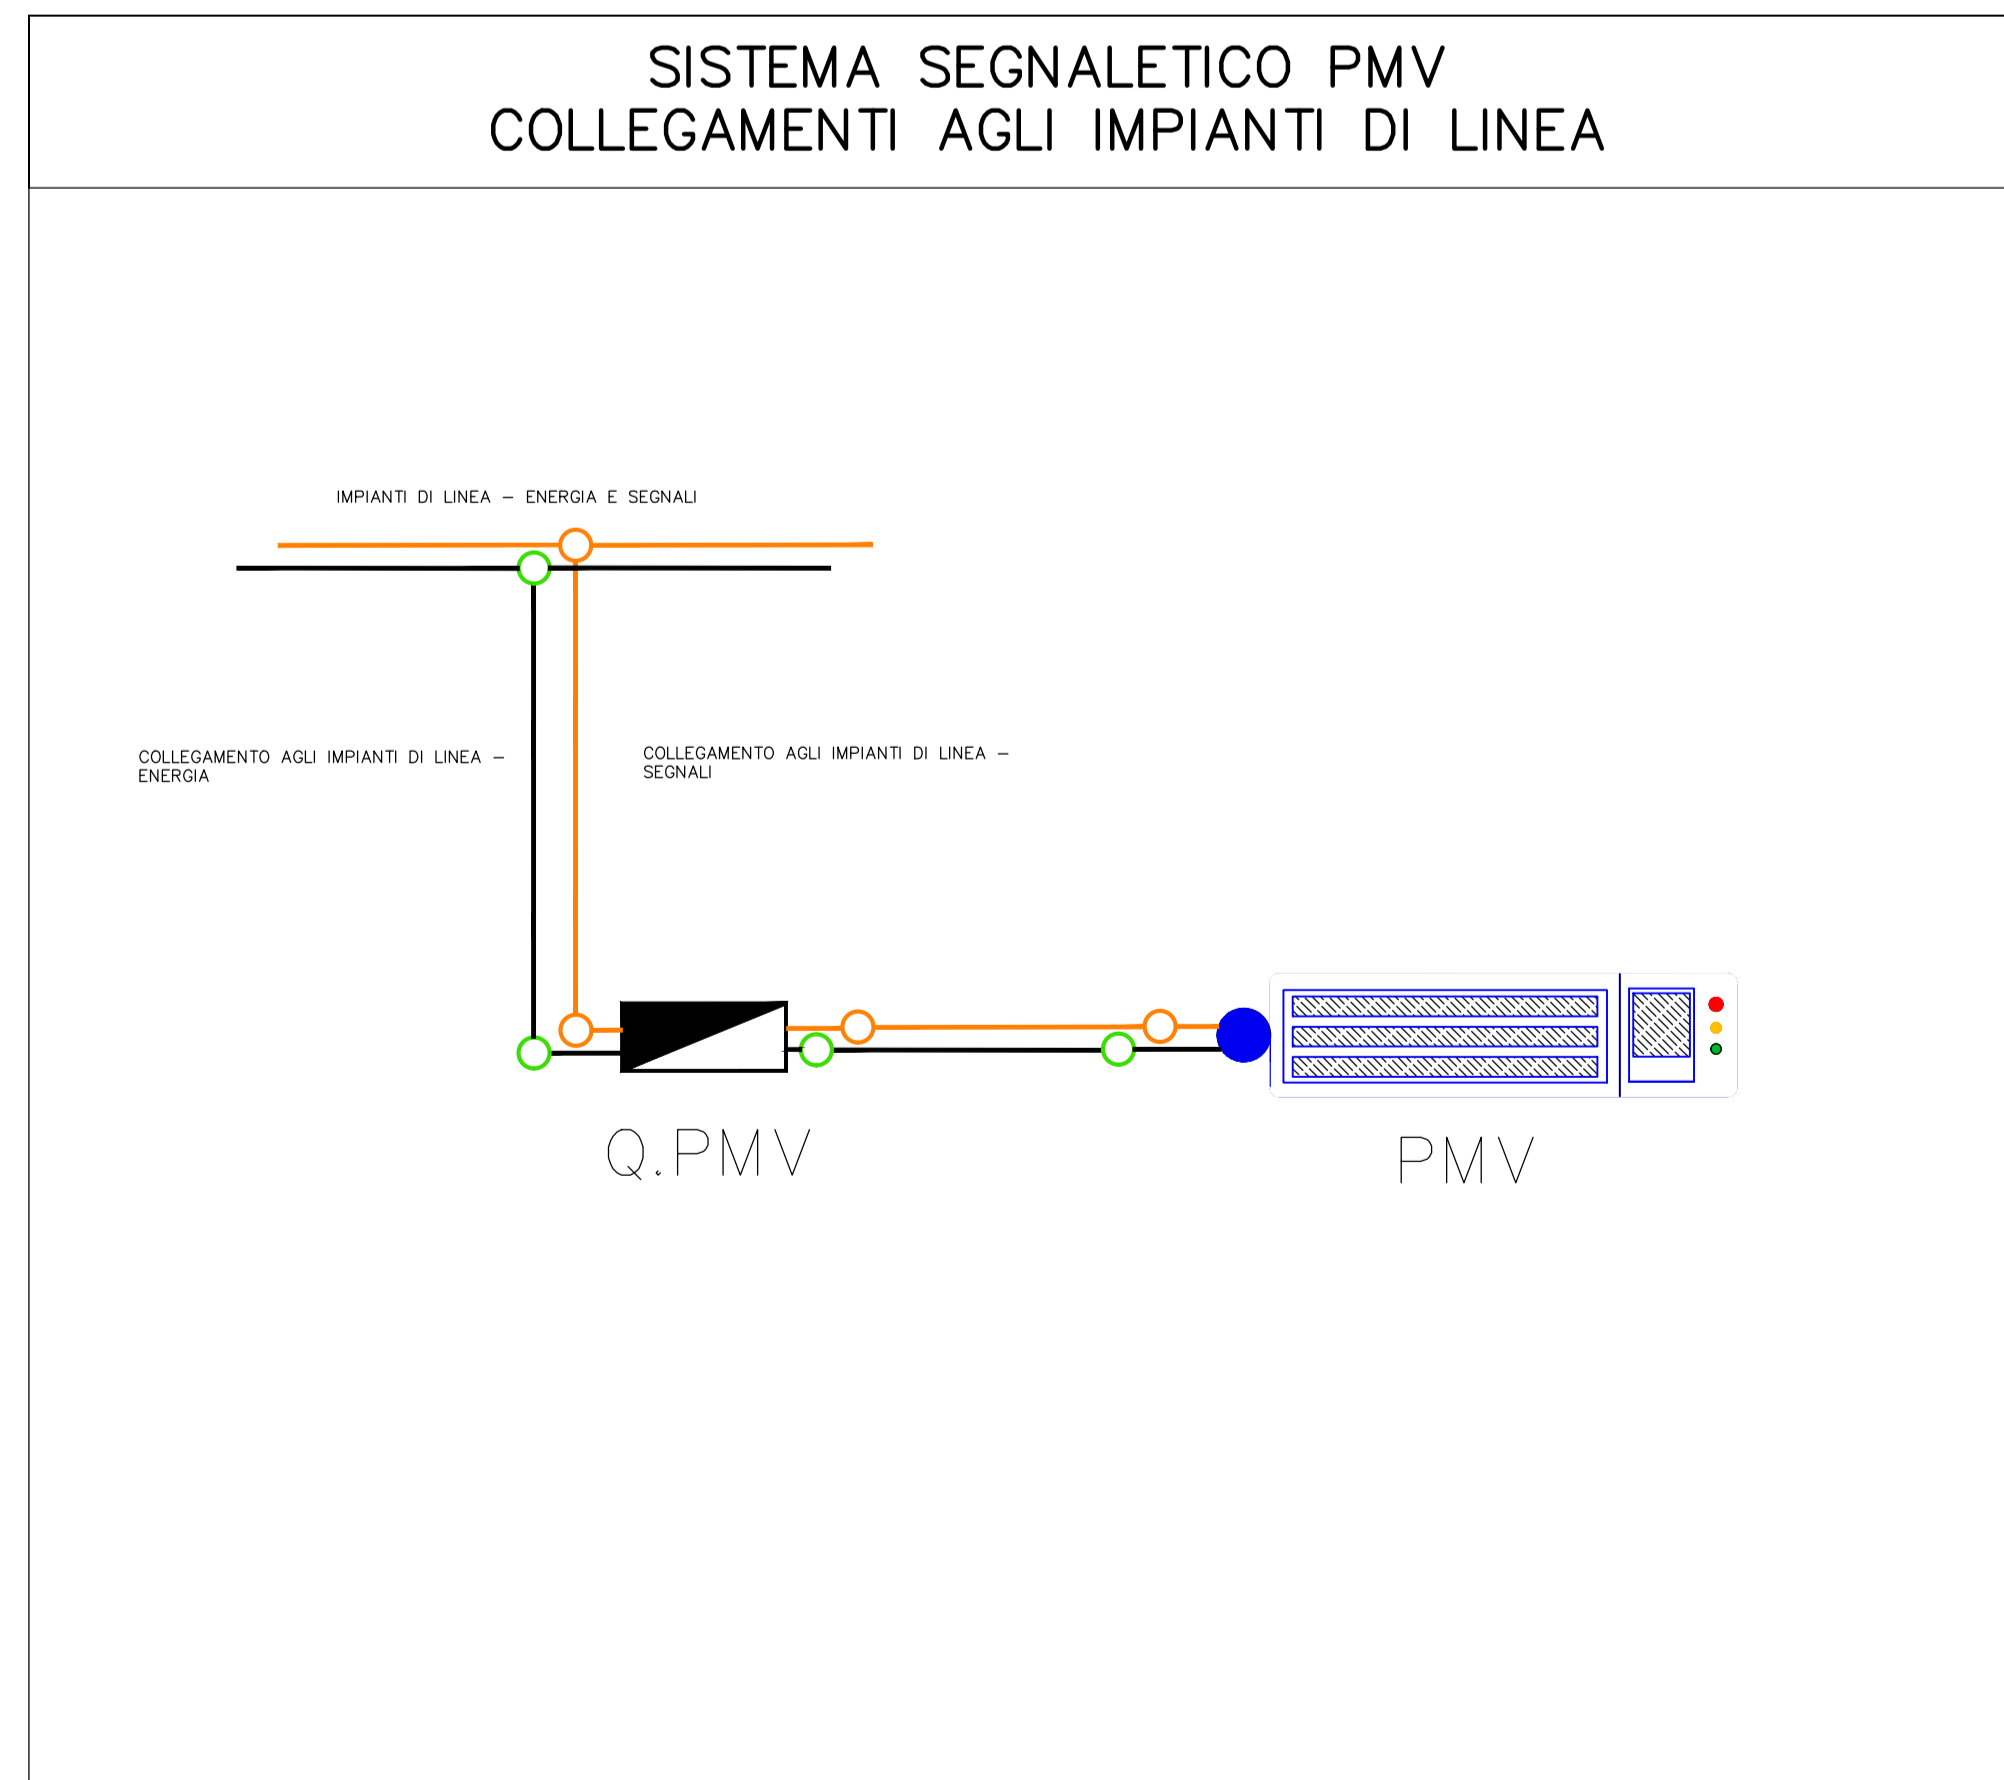 SISTEMA SEGNALETICO PMV
COLLEGAMENTI AGLI IMPIANTI DI LINEA
IMPIANTI DI LINEA – ENERGIA E SEGNALI
COLLEGAMENTO AGLI IMPIANTI DI LINEA –
ENERGIA
COLLEGAMENTO AGLI IMPIANTI DI LINEA –
SEGNALI
Q.PMV
PMV